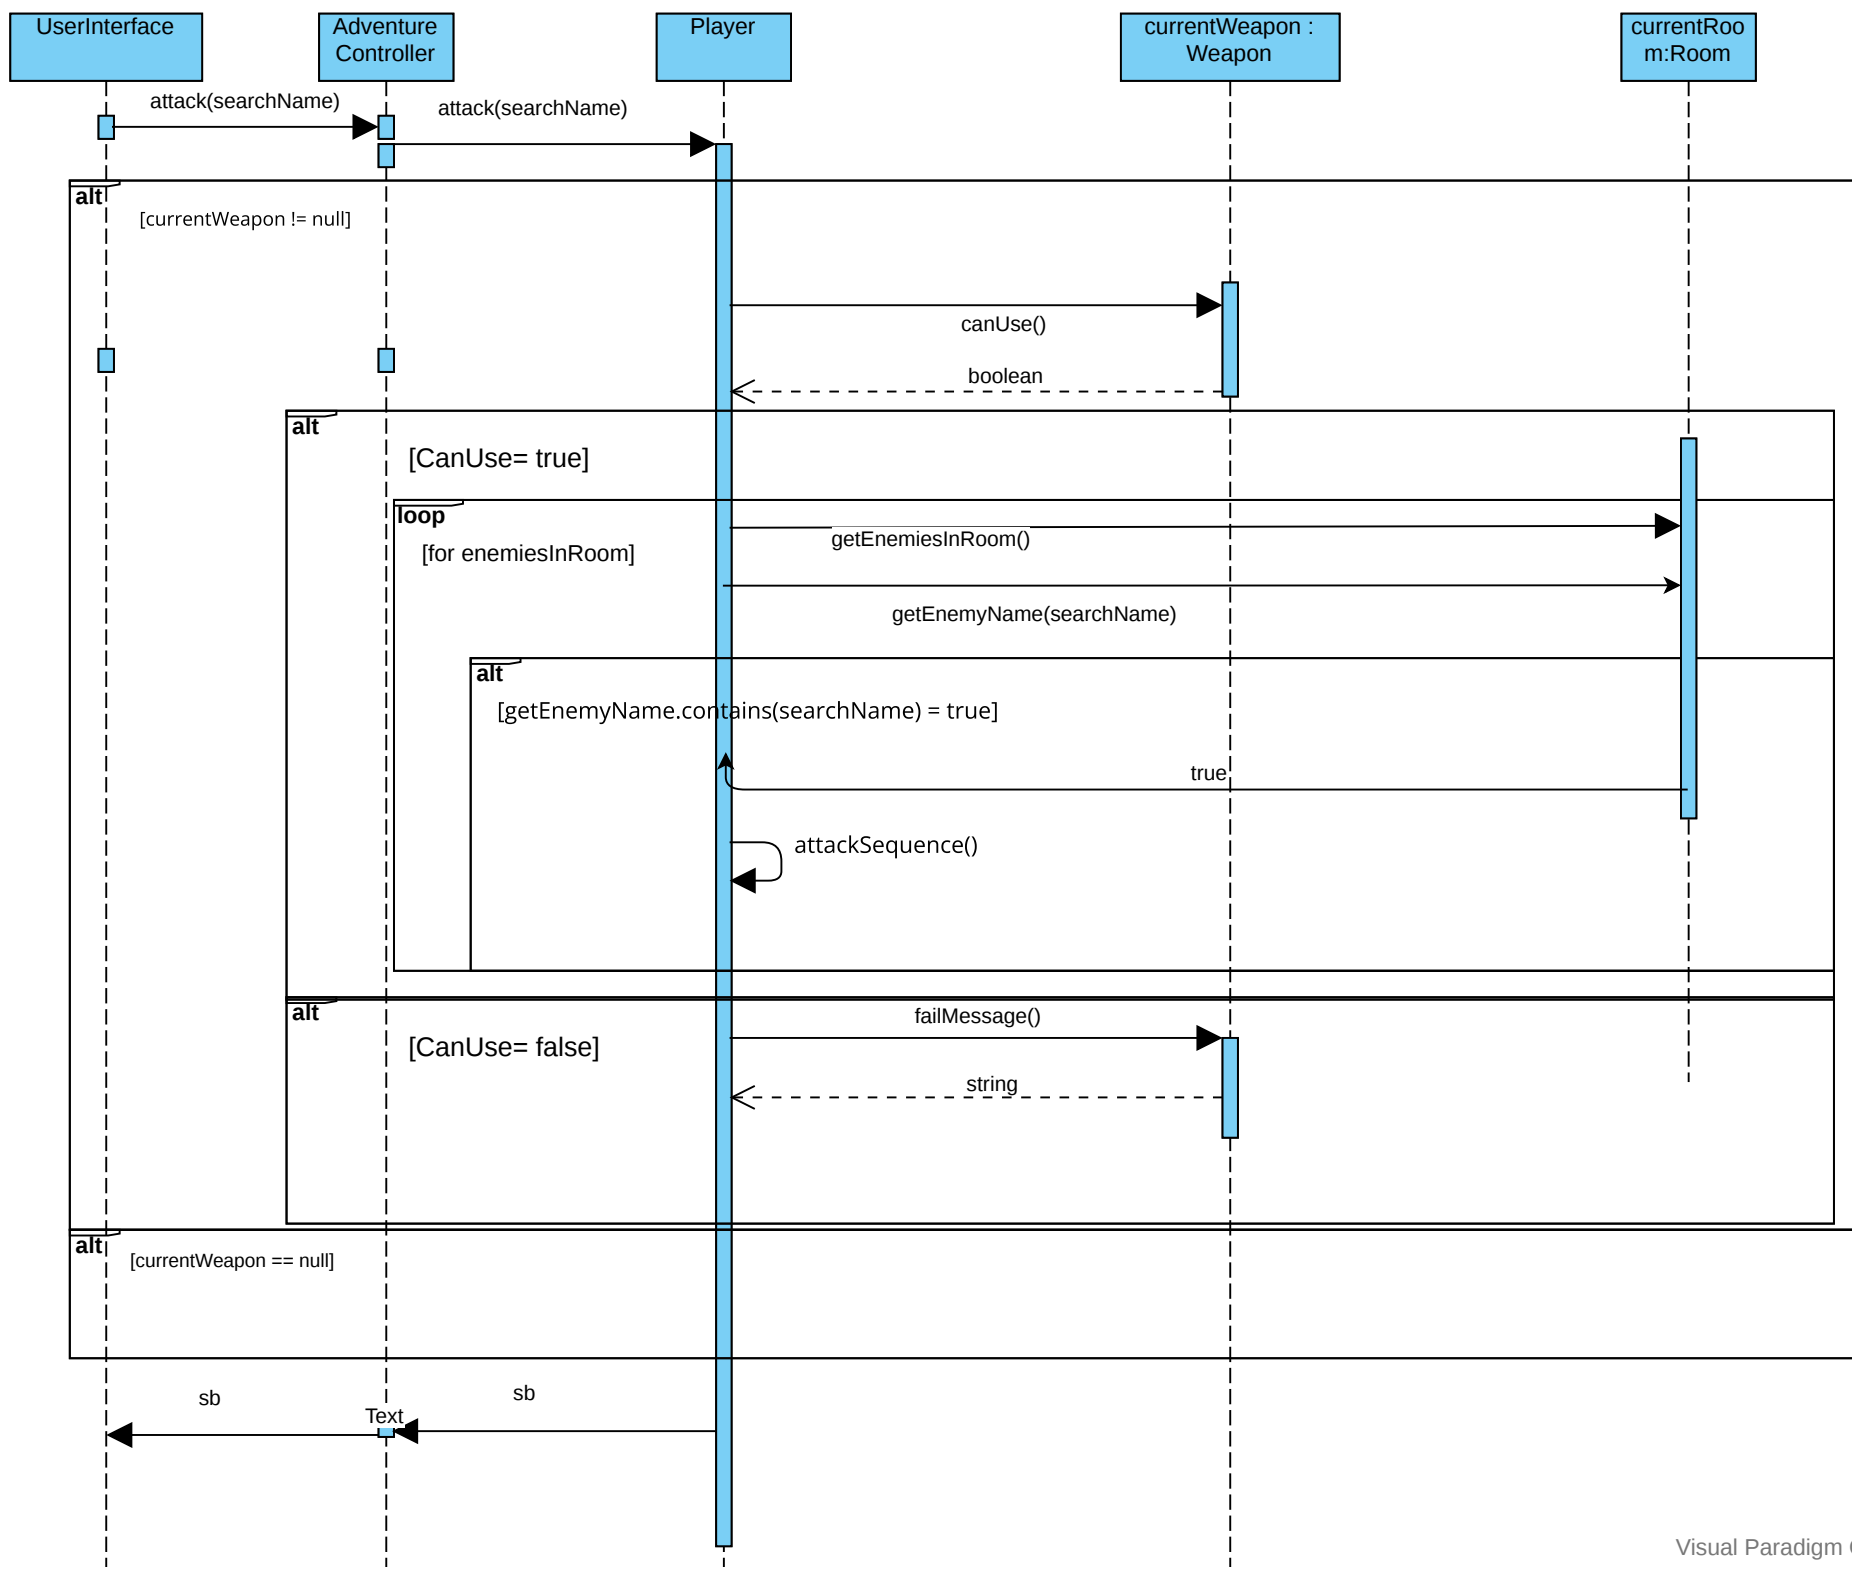 UserInterface
Adventure
Controller
Player
currentWeapon :
Weapon
currentRoo
m:Room
attack(searchName)
attack(searchName)
alt
[currentWeapon != null]
canUse()
boolean
alt
[CanUse= true]
loop
getEnemiesInRoom()
[for enemiesInRoom]
getEnemyName(searchName)
alt
[getEnemyName.contains(searchName) = true]
true
attackSequence()
alt
failMessage()
[CanUse= false]
string
alt
[currentWeapon == null]
sb
sb
Text
Visual Paradigm